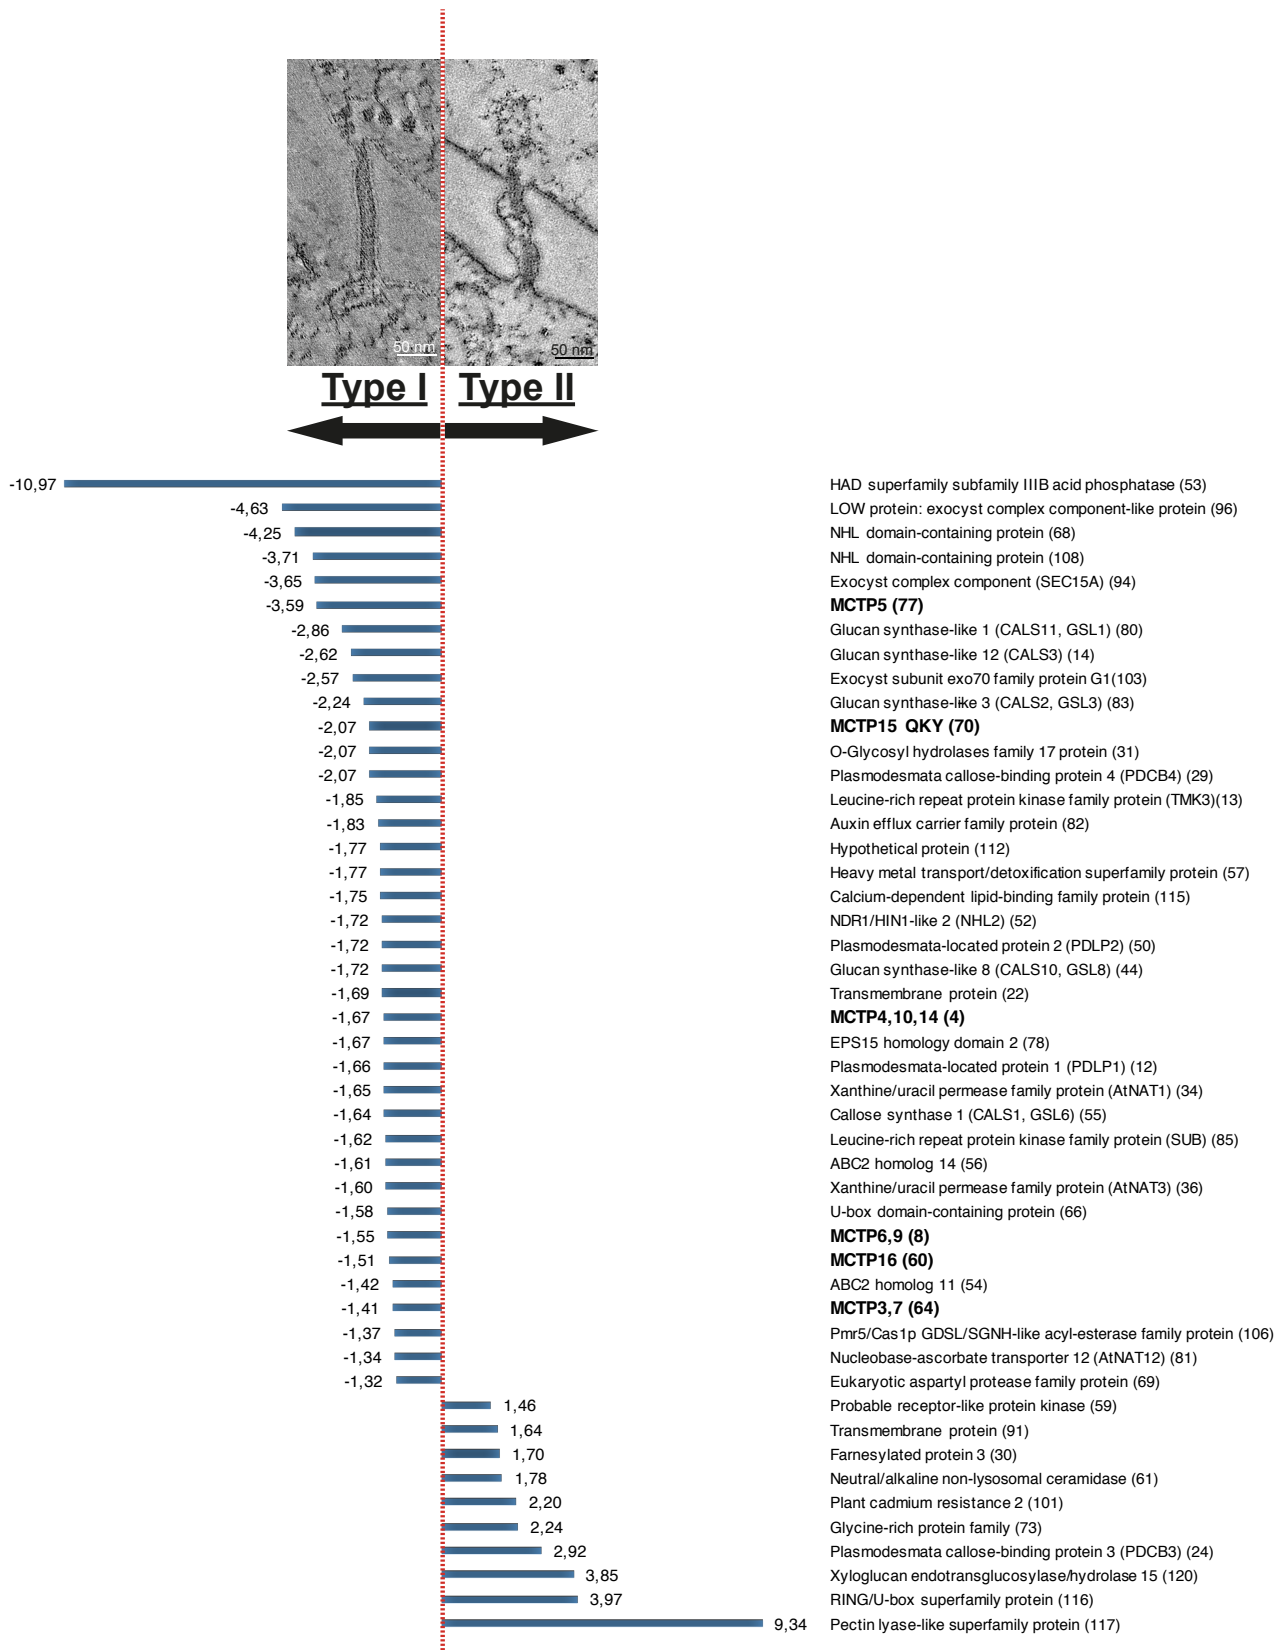 50 nm 50 nm
Type I Type II
-10,97 HAD superfamily subfamily IIIB acid phosphatase (53)
-4,63 LOW protein: exocyst complex component-like protein (96)
-4,25 NHL domain-containing protein (68)
-3,71 NHL domain-containing protein (108)
-3,65 Exocyst complex component (SEC15A) (94)
-3,59 MCTP5 (77)
-2,86 Glucan synthase-like 1 (CALS11, GSL1) (80)
-2,62 Glucan synthase-like 12 (CALS3) (14)
-2,57 Exocyst subunit exo70 family protein G1(103)
-2,24 Glucan synthase-like 3 (CALS2, GSL3) (83)
-2,07 MCTP15 QKY (70)
-2,07 O-Glycosyl hydrolases family 17 protein (31)
-2,07 Plasmodesmata callose-binding protein 4 (PDCB4) (29)
-1,85 Leucine-rich repeat protein kinase family protein (TMK3)(13)
-1,83 Auxin efflux carrier family protein (82)
-1,77 Hypothetical protein (112)
-1,77 Heavy metal transport/detoxification superfamily protein (57)
-1,75 Calcium-dependent lipid-binding family protein (115)
-1,72 NDR1/HIN1-like 2 (NHL2) (52)
-1,72 Plasmodesmata-located protein 2 (PDLP2) (50)
-1,72 Glucan synthase-like 8 (CALS10, GSL8) (44)
-1,69 Transmembrane protein (22)
-1,67 MCTP4,10,14 (4)
-1,67 EPS15 homology domain 2 (78)
-1,66 Plasmodesmata-located protein 1 (PDLP1) (12)
-1,65 Xanthine/uracil permease family protein (AtNAT1) (34)
-1,64 Callose synthase 1 (CALS1, GSL6) (55)
-1,62 Leucine-rich repeat protein kinase family protein (SUB) (85)
-1,61 ABC2 homolog 14 (56)
-1,60 Xanthine/uracil permease family protein (AtNAT3) (36)
-1,58 U-box domain-containing protein (66)
-1,55 MCTP6,9 (8)
-1,51 MCTP16 (60)
-1,42 ABC2 homolog 11 (54)
-1,41 MCTP3,7 (64)
-1,37 Pmr5/Cas1p GDSL/SGNH-like acyl-esterase family protein (106)
-1,34 Nucleobase-ascorbate transporter 12 (AtNAT12) (81)
-1,32 Eukaryotic aspartyl protease family protein (69)
1,46 Probable receptor-like protein kinase (59)
1,64 Transmembrane protein (91)
1,70 Farnesylated protein 3 (30)
1,78 Neutral/alkaline non-lysosomal ceramidase (61)
2,20 Plant cadmium resistance 2 (101)
2,24 Glycine-rich protein family (73)
2,92 Plasmodesmata callose-binding protein 3 (PDCB3) (24)
3,85 Xyloglucan endotransglucosylase/hydrolase 15 (120)
3,97 RING/U-box superfamily protein (116)
9,34 Pectin lyase-like superfamily protein (117)